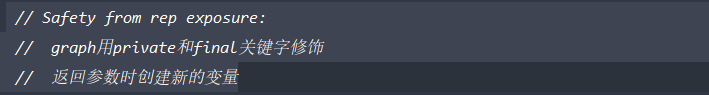 // Safety from rep exposure:
//  graph用private和final关键字修饰
//  返回参数时创建新的变量